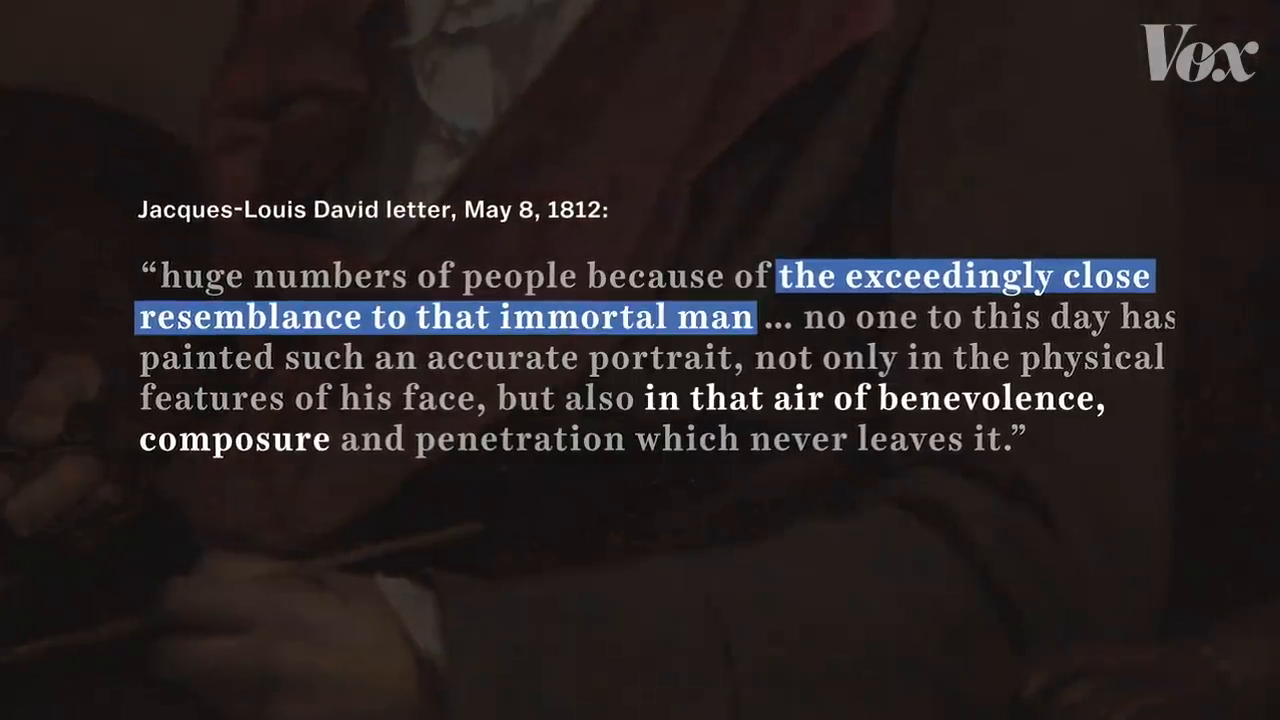 Vox
Jacques-Louis David letter, May 8, 1812:
“huge numbers of people because of the exceedingly close
resemblance to that immortal man ... no one to this day has
painted such an accurate portrait, not only in the physical
features of his face, but also in that air of benevolence,
composure and penetration which never leaves it.”